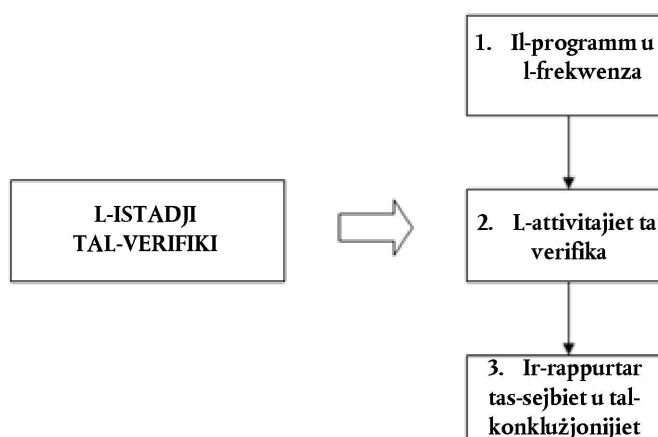 1. Il-programm u
l-frekwenza
L-ISTADJI
TAL-VERIFIKI
2. L-attivitajiet ta
verifika
3. Ir-rappurtar
tas-sejbiet u tal-
konklużjonijiet